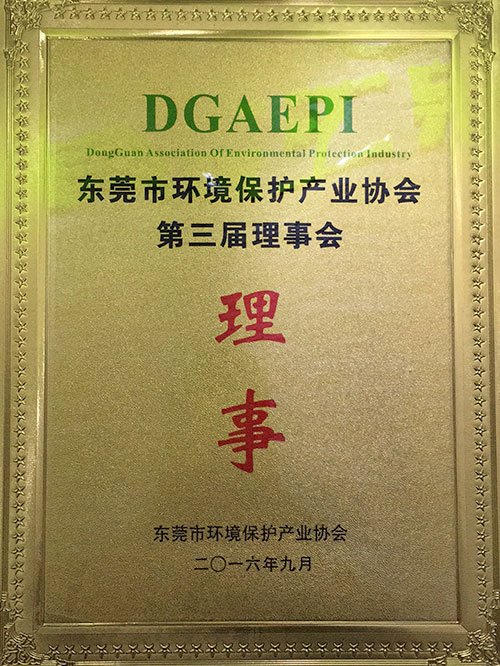 DGAEPI
DongGuan Association Of Environmental Protection Industry
东莞市环境保护产业协会
第三届理事会
理
事
东莞市环境保护产业协会
二〇一六年九月